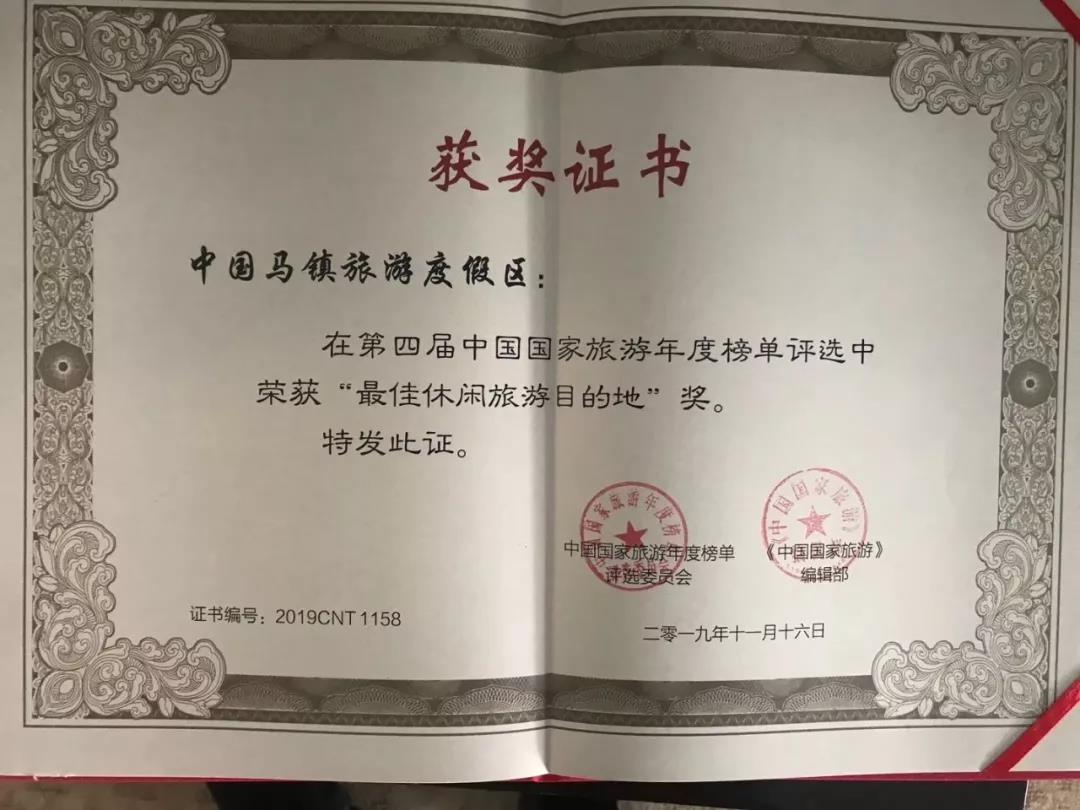 获奖证书
中国马镇旅游度假区：
在第四届中国国家旅游年度榜单评选中
荣获“最佳休闲旅游目的地”奖。
特发此证。
中国国家旅游年度榜单
评选委员会
《中国国家旅游》
编辑部
证书编号：2019CNT1158
二零一九年十一月十六日